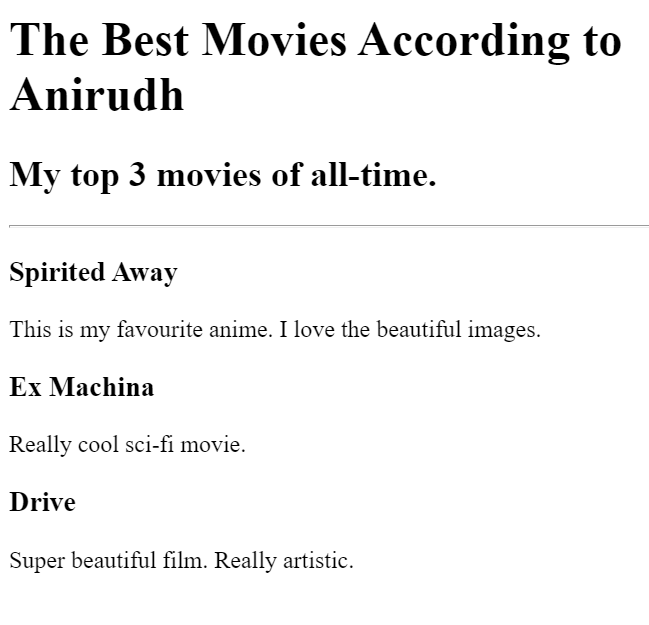 The Best Movies According to
Anirudh
My top 3 movies of all-time.
Spirited Away
This is my favourite anime. I love the beautiful images.
Ex Machina
Really cool sci-fi movie.
Drive
Super beautiful film. Really artistic.